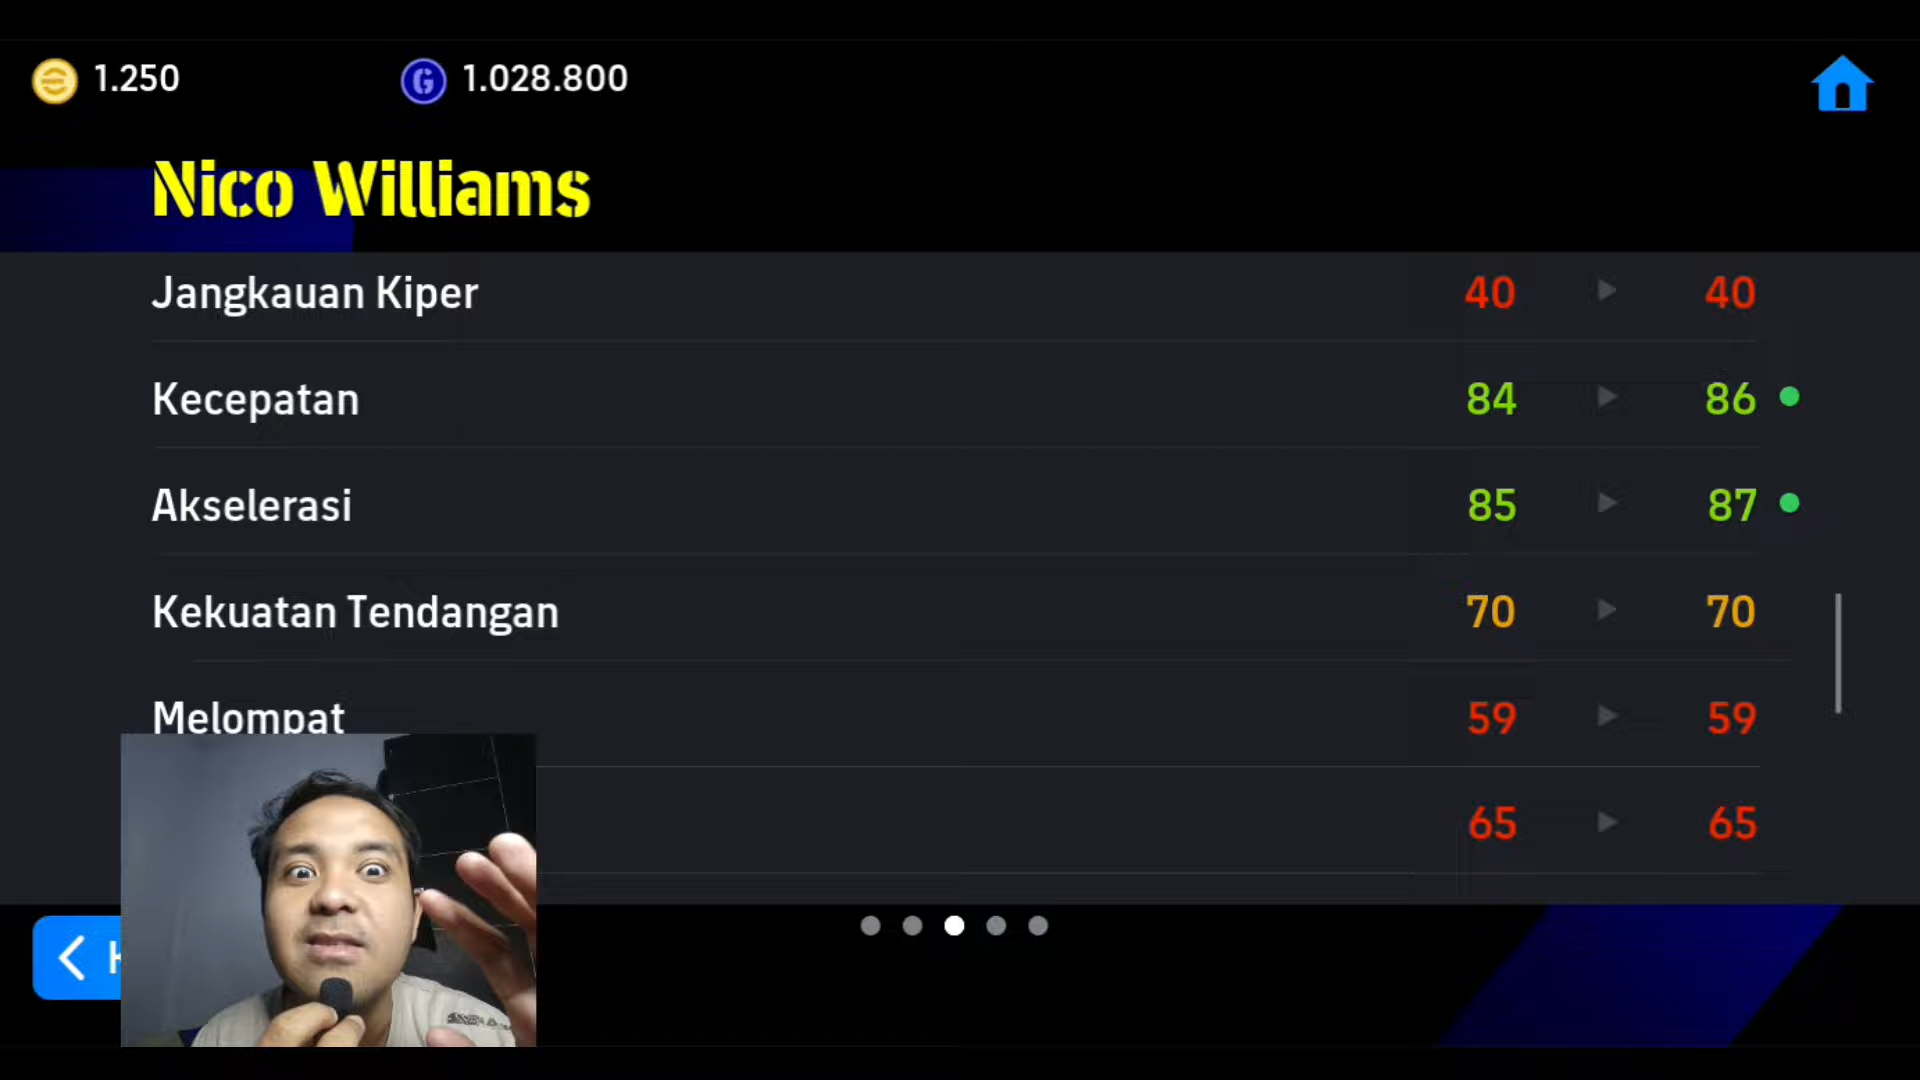 1.250
1.028.800
Nico Williams
Jangkauan Kiper 40 40
Kecepatan 84 86
Akselerasi 85 87
Kekuatan Tendangan 70 70
Melompat 59 59
65 65